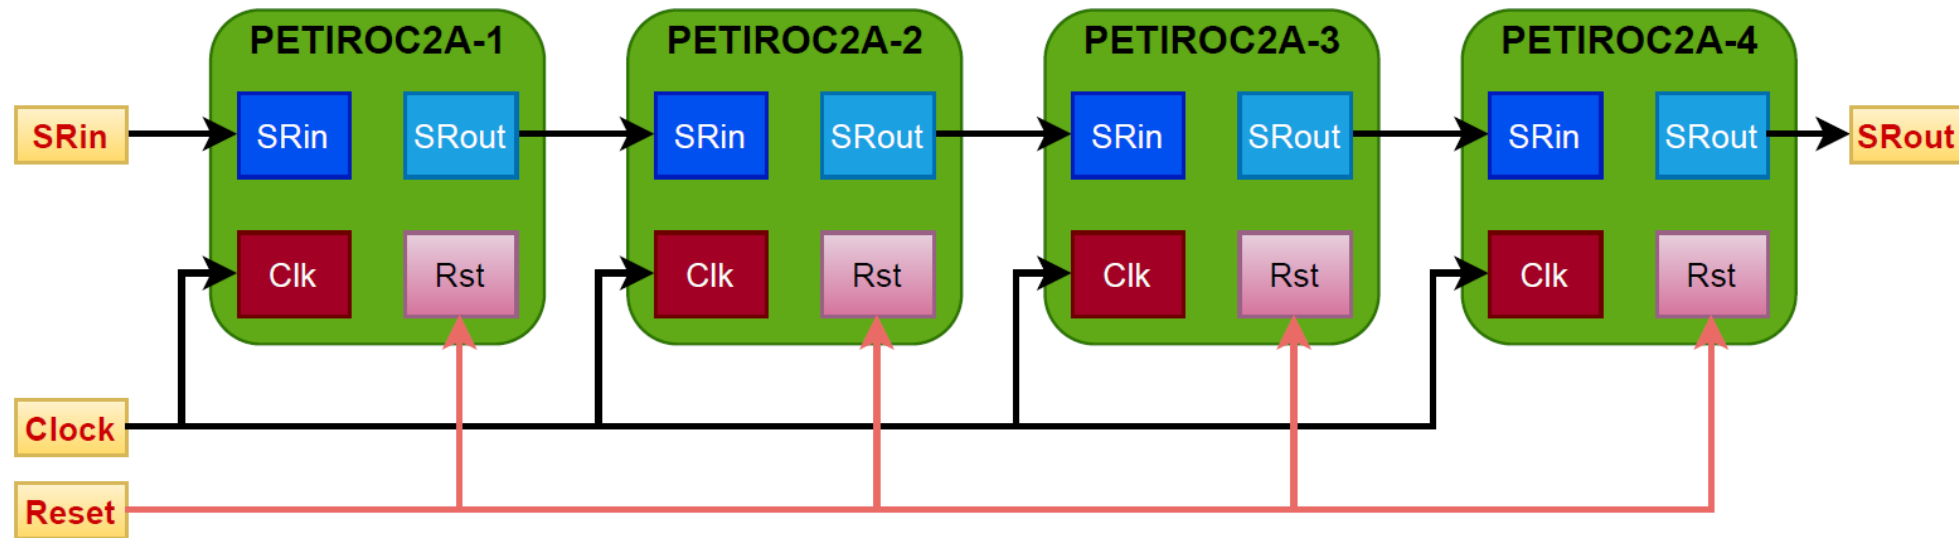 PETIROC2A-1 PETIROC2A-2 PETIROC2A-3 PETIROC2A-4
SRin SRin SRout SRin SRout SRin SRout SRin SRout SRout
Clk Rst Clk Rst Clk Rst Clk Rst
Clock
Reset